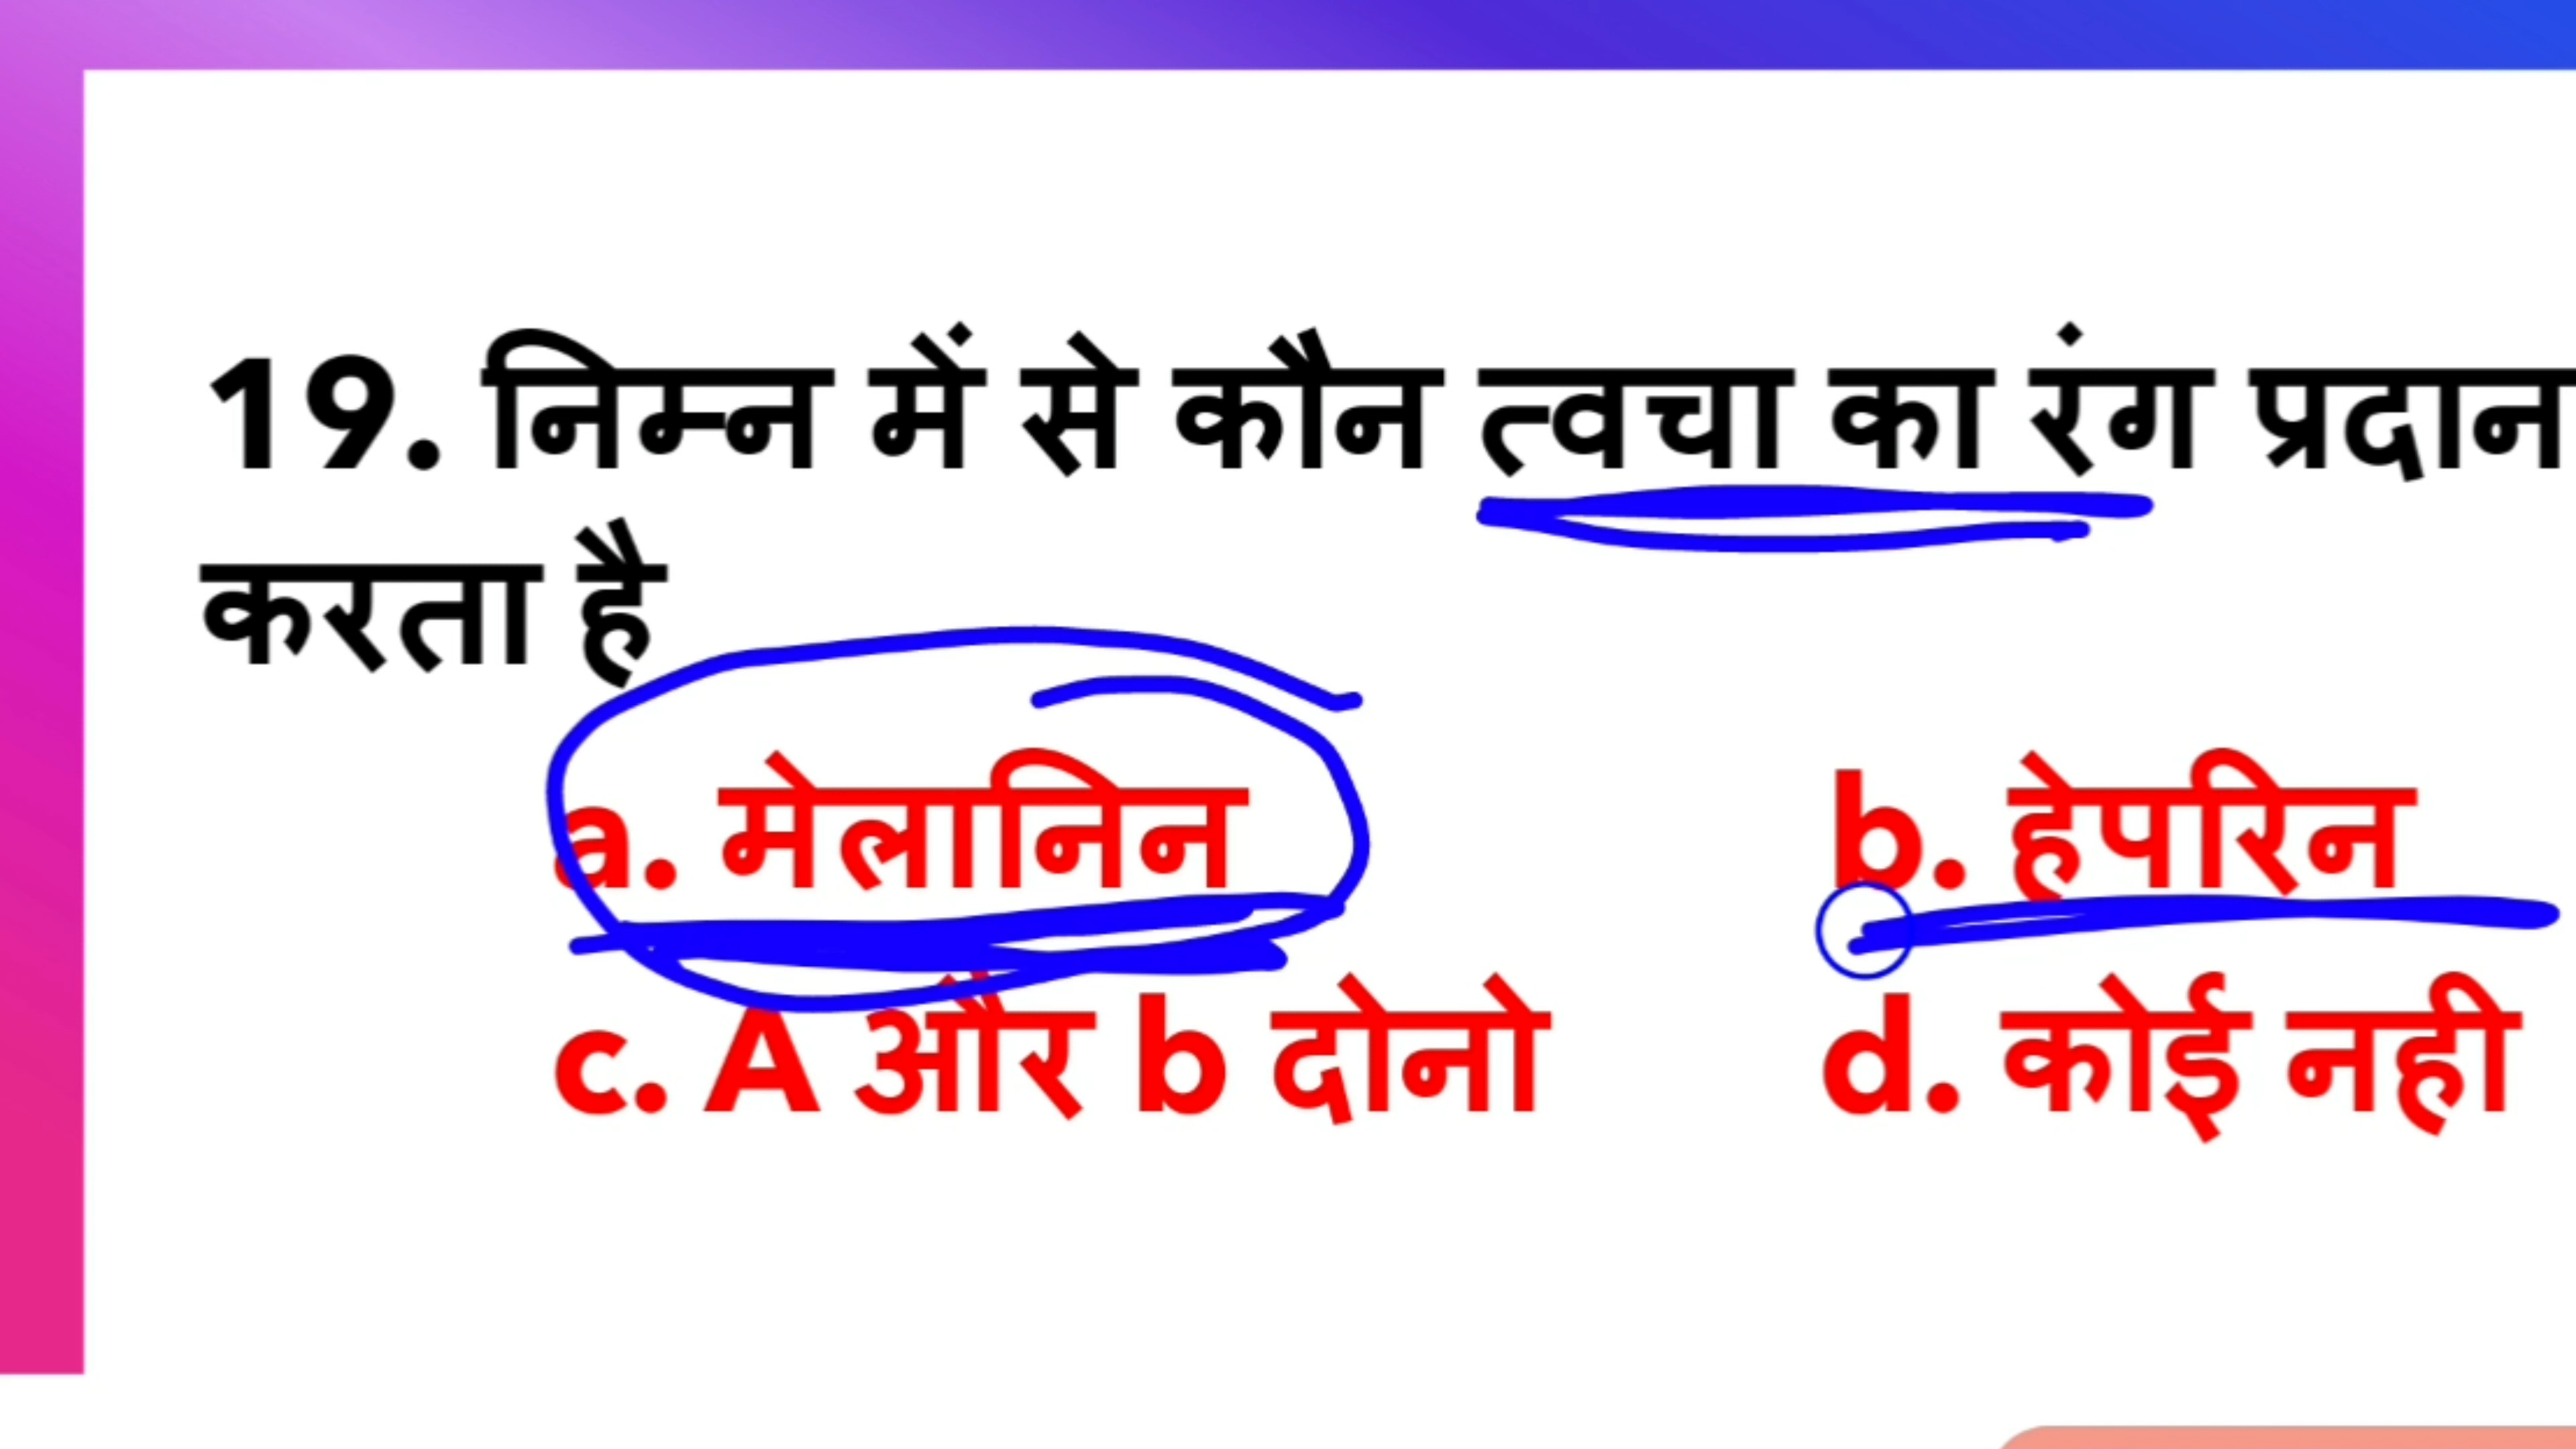 19. निम्न में से कौन त्वचा का रंग प्रदान
करता है
a. मेलानिन b. हेपरिन
c. A और b दोनो d. कोई नही